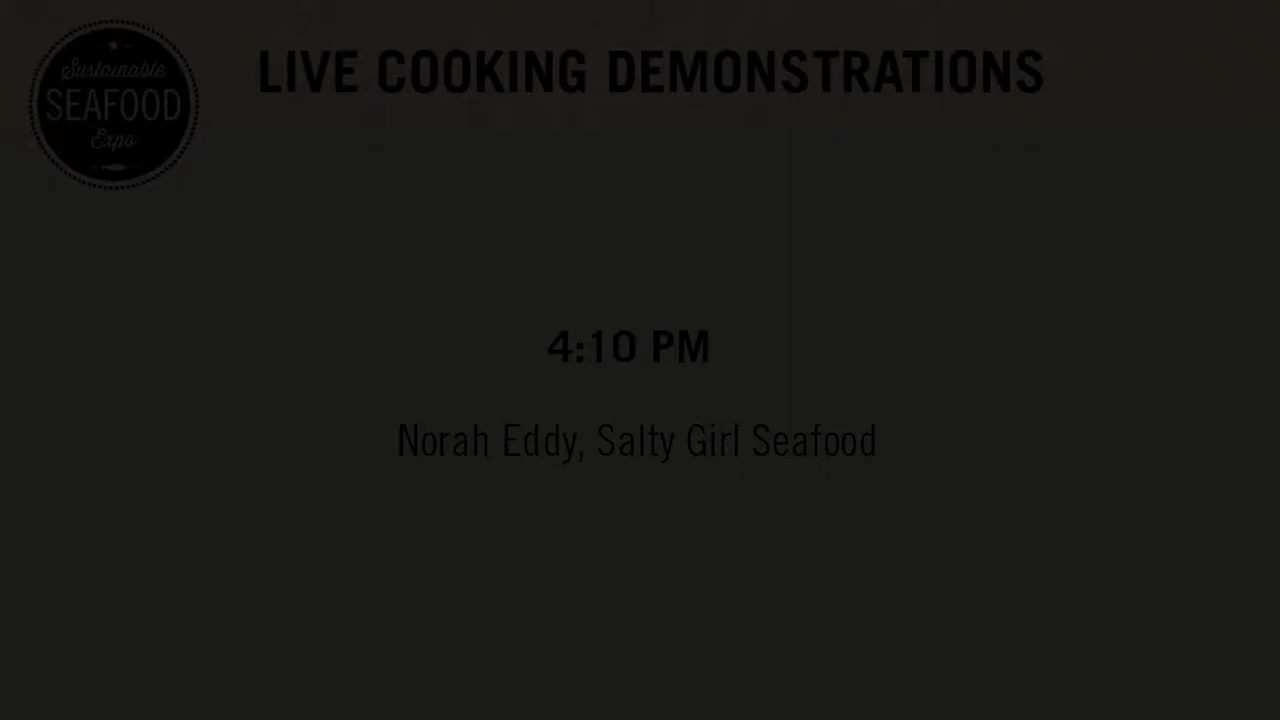 Sustainable
SEAFOOD
Expo
LIVE COOKING DEMONSTRATIONS
4:10 PM
Norah Eddy, Salty Girl Seafood